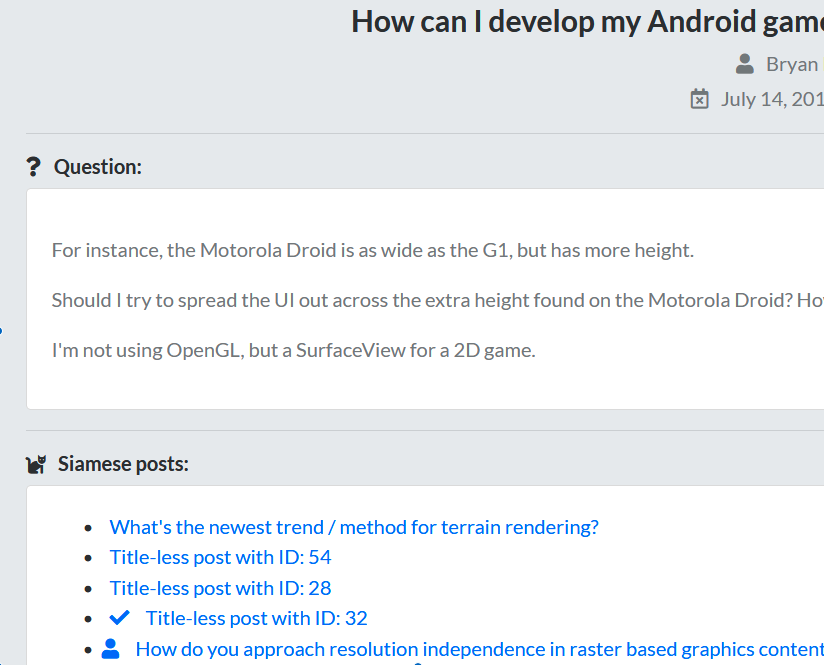 How can I develop my Android game
Bryan
July 14, 201
Question:
For instance, the Motorola Droid is as wide as the G1, but has more height.
Should I try to spread the UI out across the extra height found on the Motorola Droid? Ho
I'm not using OpenGL, but a SurfaceView for a 2D game.
Siamese posts:
What's the newest trend / method for terrain rendering?
Title-less post with ID: 54
Title-less post with ID: 28
Title-less post with ID: 32
How do you approach resolution independence in raster based graphics content